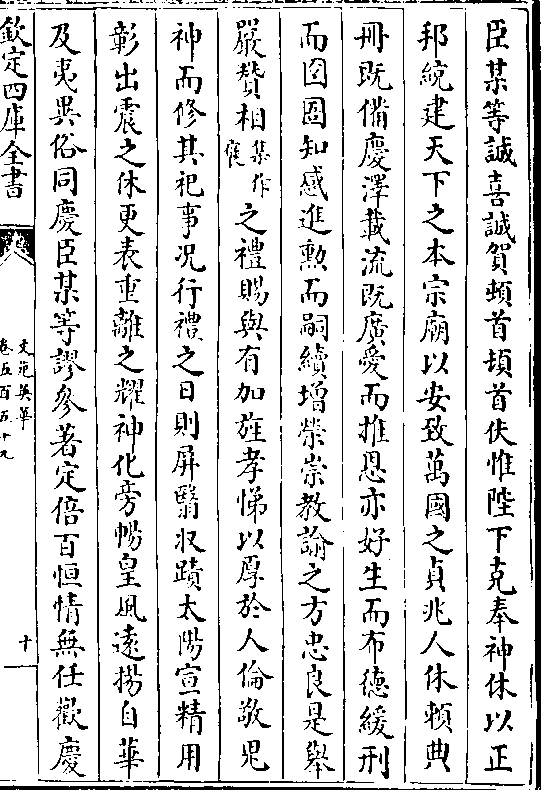 臣某等誠喜誠賀頓首頓首伏惟陛下克奉神休以正
邦統建天下之本宗廟以安致萬國之貞兆人休賴典
冊既備慶澤載流既廣愛而推恩亦好生而布德緩刑
而囹圄知感進勲而嗣續增榮崇教諭之方忠良是舉
嚴贊相集作儐之禮賜與有加旌孝悌以厚於人倫敬鬼
神而修其祀事况行禮之日則屏翳収蹟太陽宣精用
彰出震之休更表重離之耀神化旁暢皇風遠揚自華
及夷異俗同慶臣某等謬參著定倍百恒情無任歡慶
欽定四庫全書
文苑英華
卷五百五十九
十